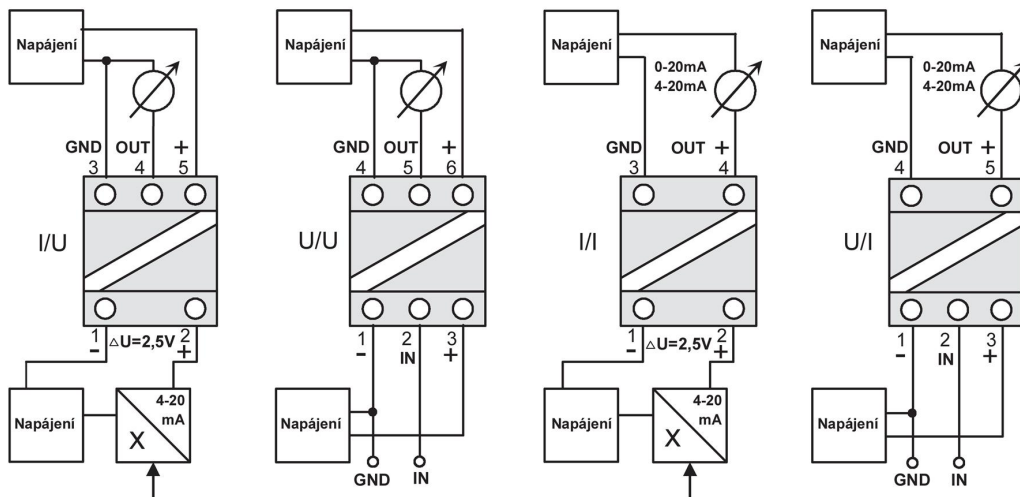 Napájení
GND OUT +
3 4 5
I/U
1 △U=2,5V 2
- +
Napájení
4-20
mA
X
Napájení
GND OUT +
4 5 6
U/U
1 2 3
- IN +
Napájení
GND IN
Napájení
0-20mA
4-20mA
GND OUT +
3 4
I/I
1 △U=2,5V 2
- +
Napájení
4-20
mA
X
Napájení
0-20mA
4-20mA
GND OUT +
4 5
U/I
1 2 3
- IN +
Napájení
GND IN